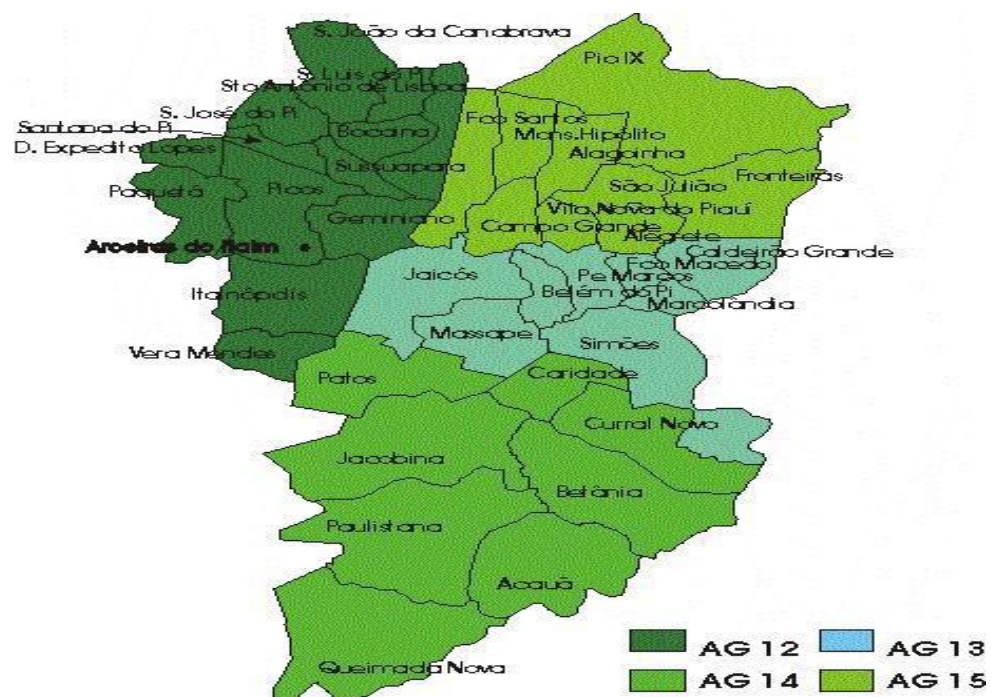 S. João da Canabrava
Pio IX
S. Luis do Pi
Sto Antônio de Lisboa
S. José do Pi
Fco Santos
Santana do Pi
Bocaina
Mons. Hipólito
D. Expedito Lopes
Alagoinha
Sussuapara
Fronteiras
Paquetá
Picos
São Julião
Geminiano
Vila Nova do Piauí
Campo Grande
Alegrete
Aroeiras do Itaim
Caldeirão Grande
Fco Macedo
Jaicós
Pe Marcos
Belém do Pi
Itainópolis
Marcolândia
Massape
Simões
Vera Mendes
Patos
Caridade
Curral Novo
Jacobina
Betânia
Paulistana
Acauã
Queimada Nova
AG 12
AG 13
AG 14
AG 15